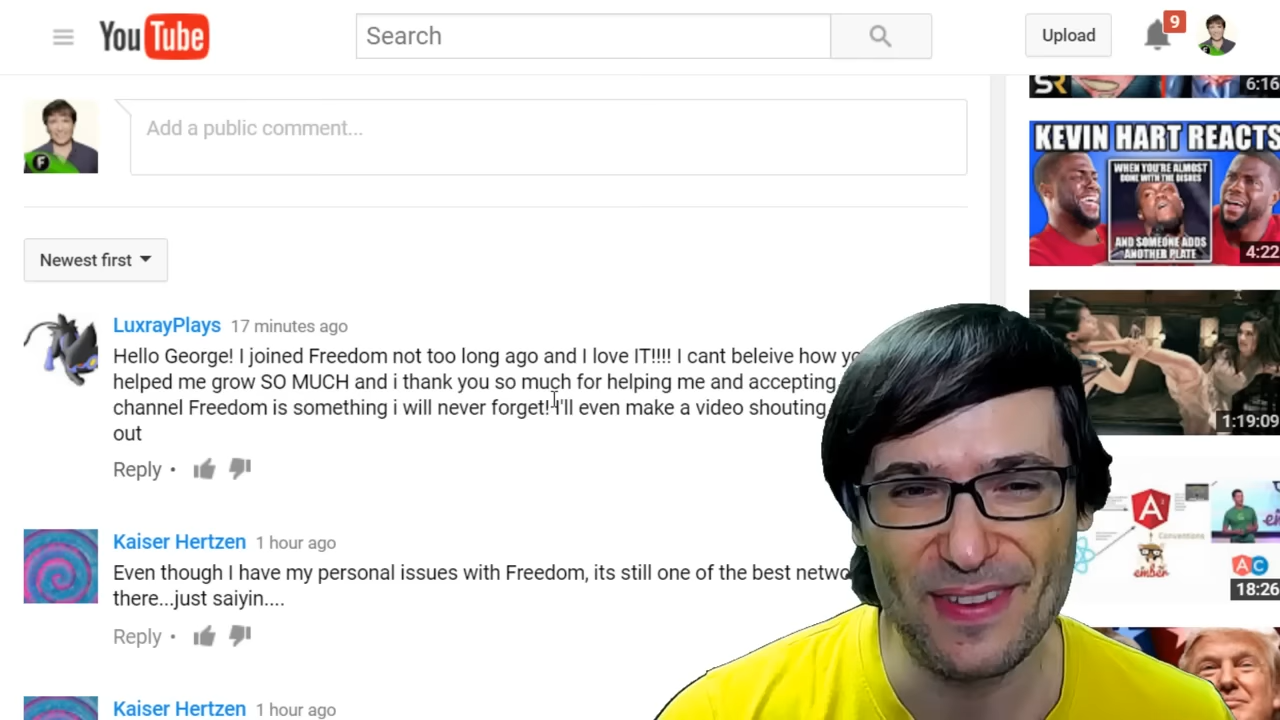 YouTube
Search
Upload
9
Add a public comment...
Newest first
LuxrayPlays 17 minutes ago
Hello George! I joined Freedom not too long ago and I love IT!!!! I cant beleive how
helped me grow SO MUCH and i thank you so much for helping me and accepting
channel Freedom is something i will never forget! I'll even make a video shouting
out
Reply •
Kaiser Hertzen 1 hour ago
Even though I have my personal issues with Freedom, its still one of the best
there...just saiyin....
Reply •
Kaiser Hertzen 1 hour ago
SR
6:16
KEVIN HART REACTS
WHEN YOU'RE ALMOST
DONE WITH THE DISHES
AND SOMEONE ADDS
ANOTHER PLATE
4:22
1:19:09
A
Conventions
ember
AC
18:26
F
F